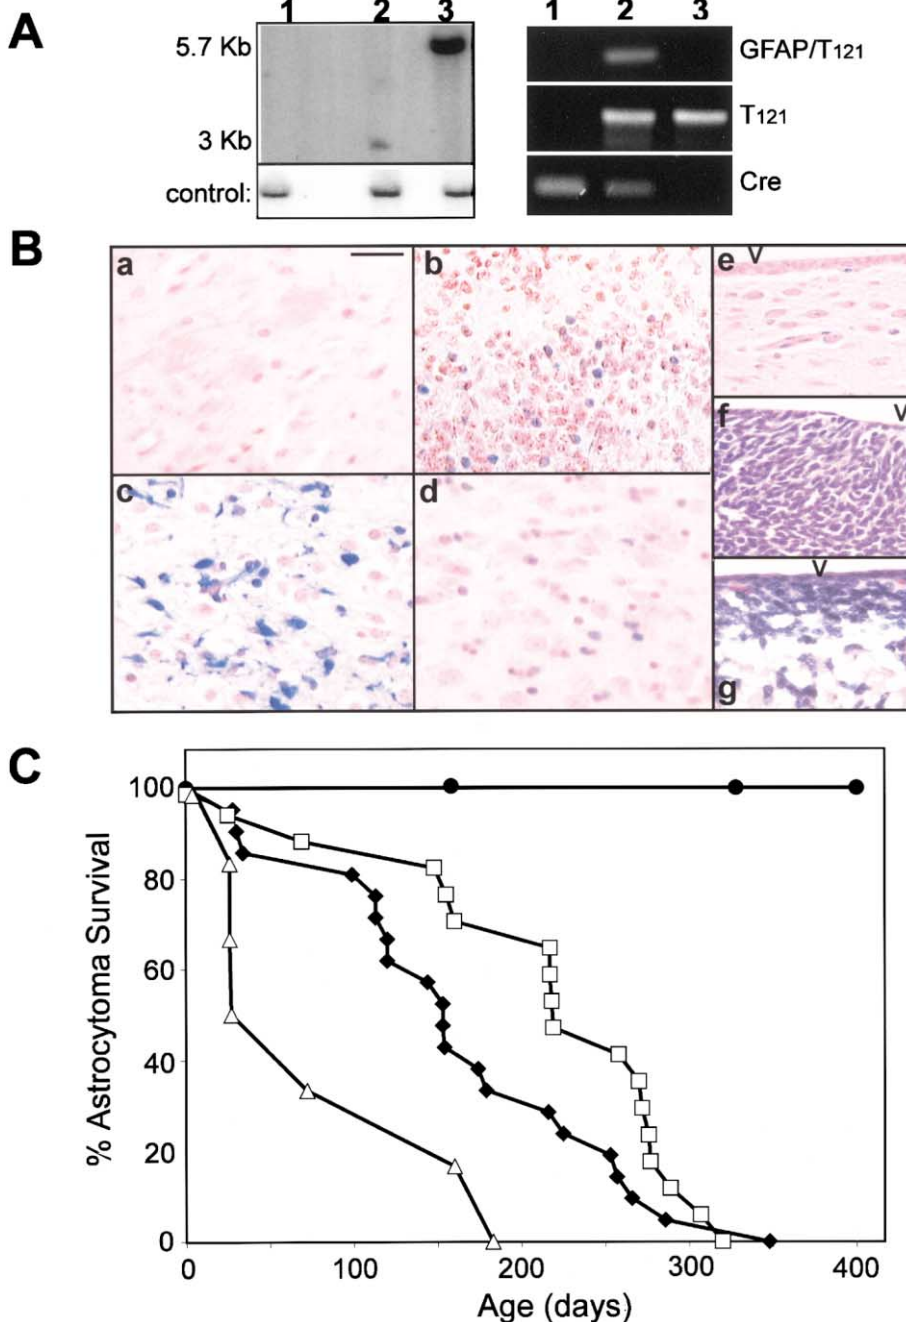 A
1 2 3
5.7 Kb
3 Kb
control:
1 2 3
GFAP/T121
T121
Cre
B
a
b
c
d
e
f
g
V
V
V
C
% Astrocytoma Survival
100
80
60
40
20
0
0 100 200 300 400
Age (days)